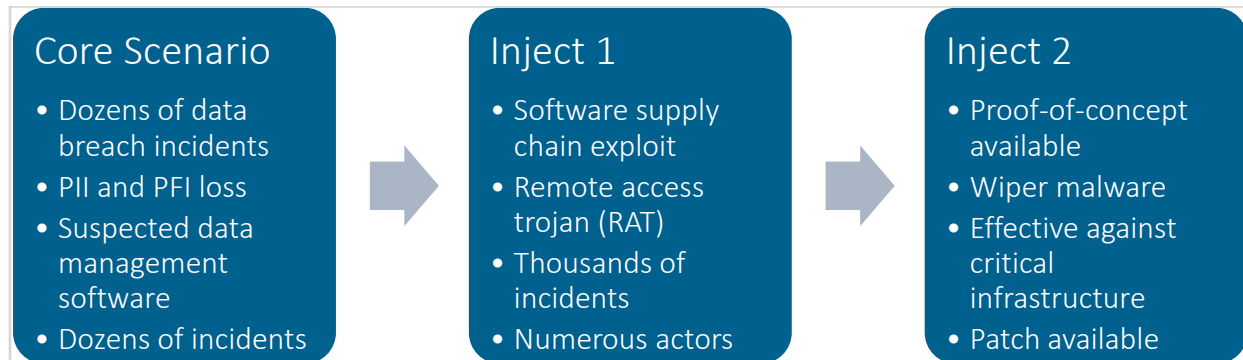 Core Scenario
• Dozens of data
breach incidents
• PII and PFI loss
• Suspected data
management
software
• Dozens of incidents
Inject 1
• Software supply
chain exploit
• Remote access
trojan (RAT)
• Thousands of
incidents
• Numerous actors
Inject 2
• Proof-of-concept
available
• Wiper malware
• Effective against
critical
infrastructure
• Patch available